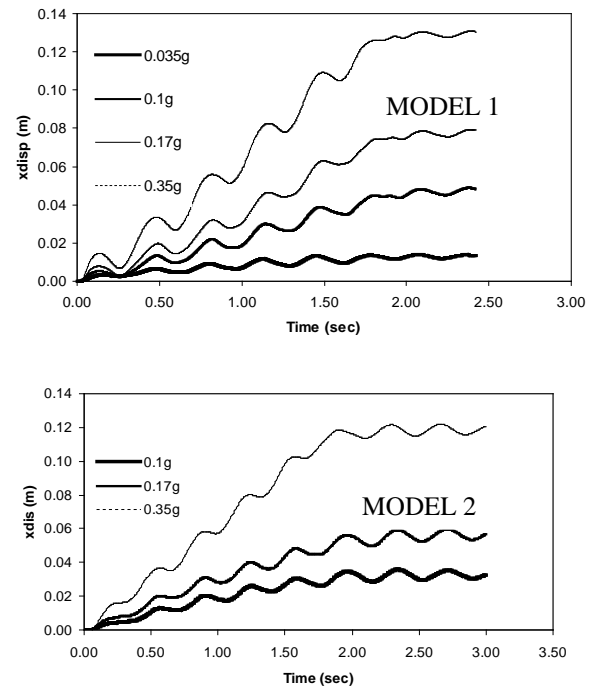 0.14
0.12
0.10
0.08
0.06
0.04
0.02
0.00
xdisp (m)
0.035g
0.1g
0.17g
0.35g
MODEL 1
0.00 0.50 1.00 1.50 2.00 2.50 3.00
Time (sec)
0.14
0.12
0.10
0.08
0.06
0.04
0.02
0.00
xdis (m)
0.1g
0.17g
0.35g
MODEL 2
0.00 0.50 1.00 1.50 2.00 2.50 3.00 3.50
Time (sec)